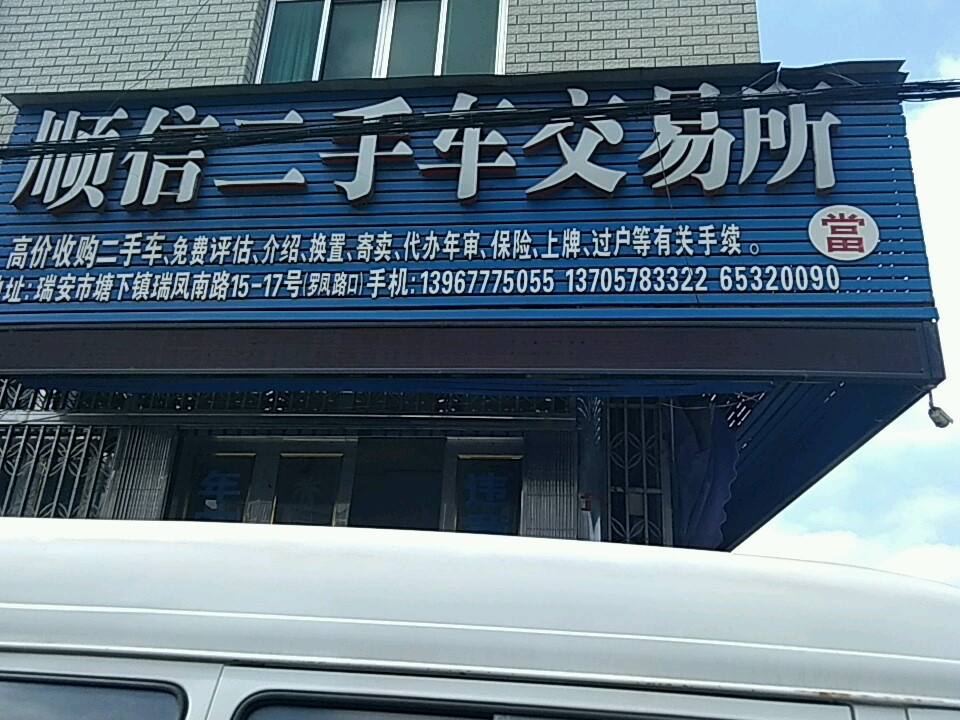 顺信二手车交易所
高价收购二手车、免费评估、介绍、换置、寄卖、代办年审、保险、上牌、过户等有关手续。
當
址:瑞安市塘下镇瑞凤南路15-17号(罗凤路口)手机:13967775055 13705783322 65320090
年